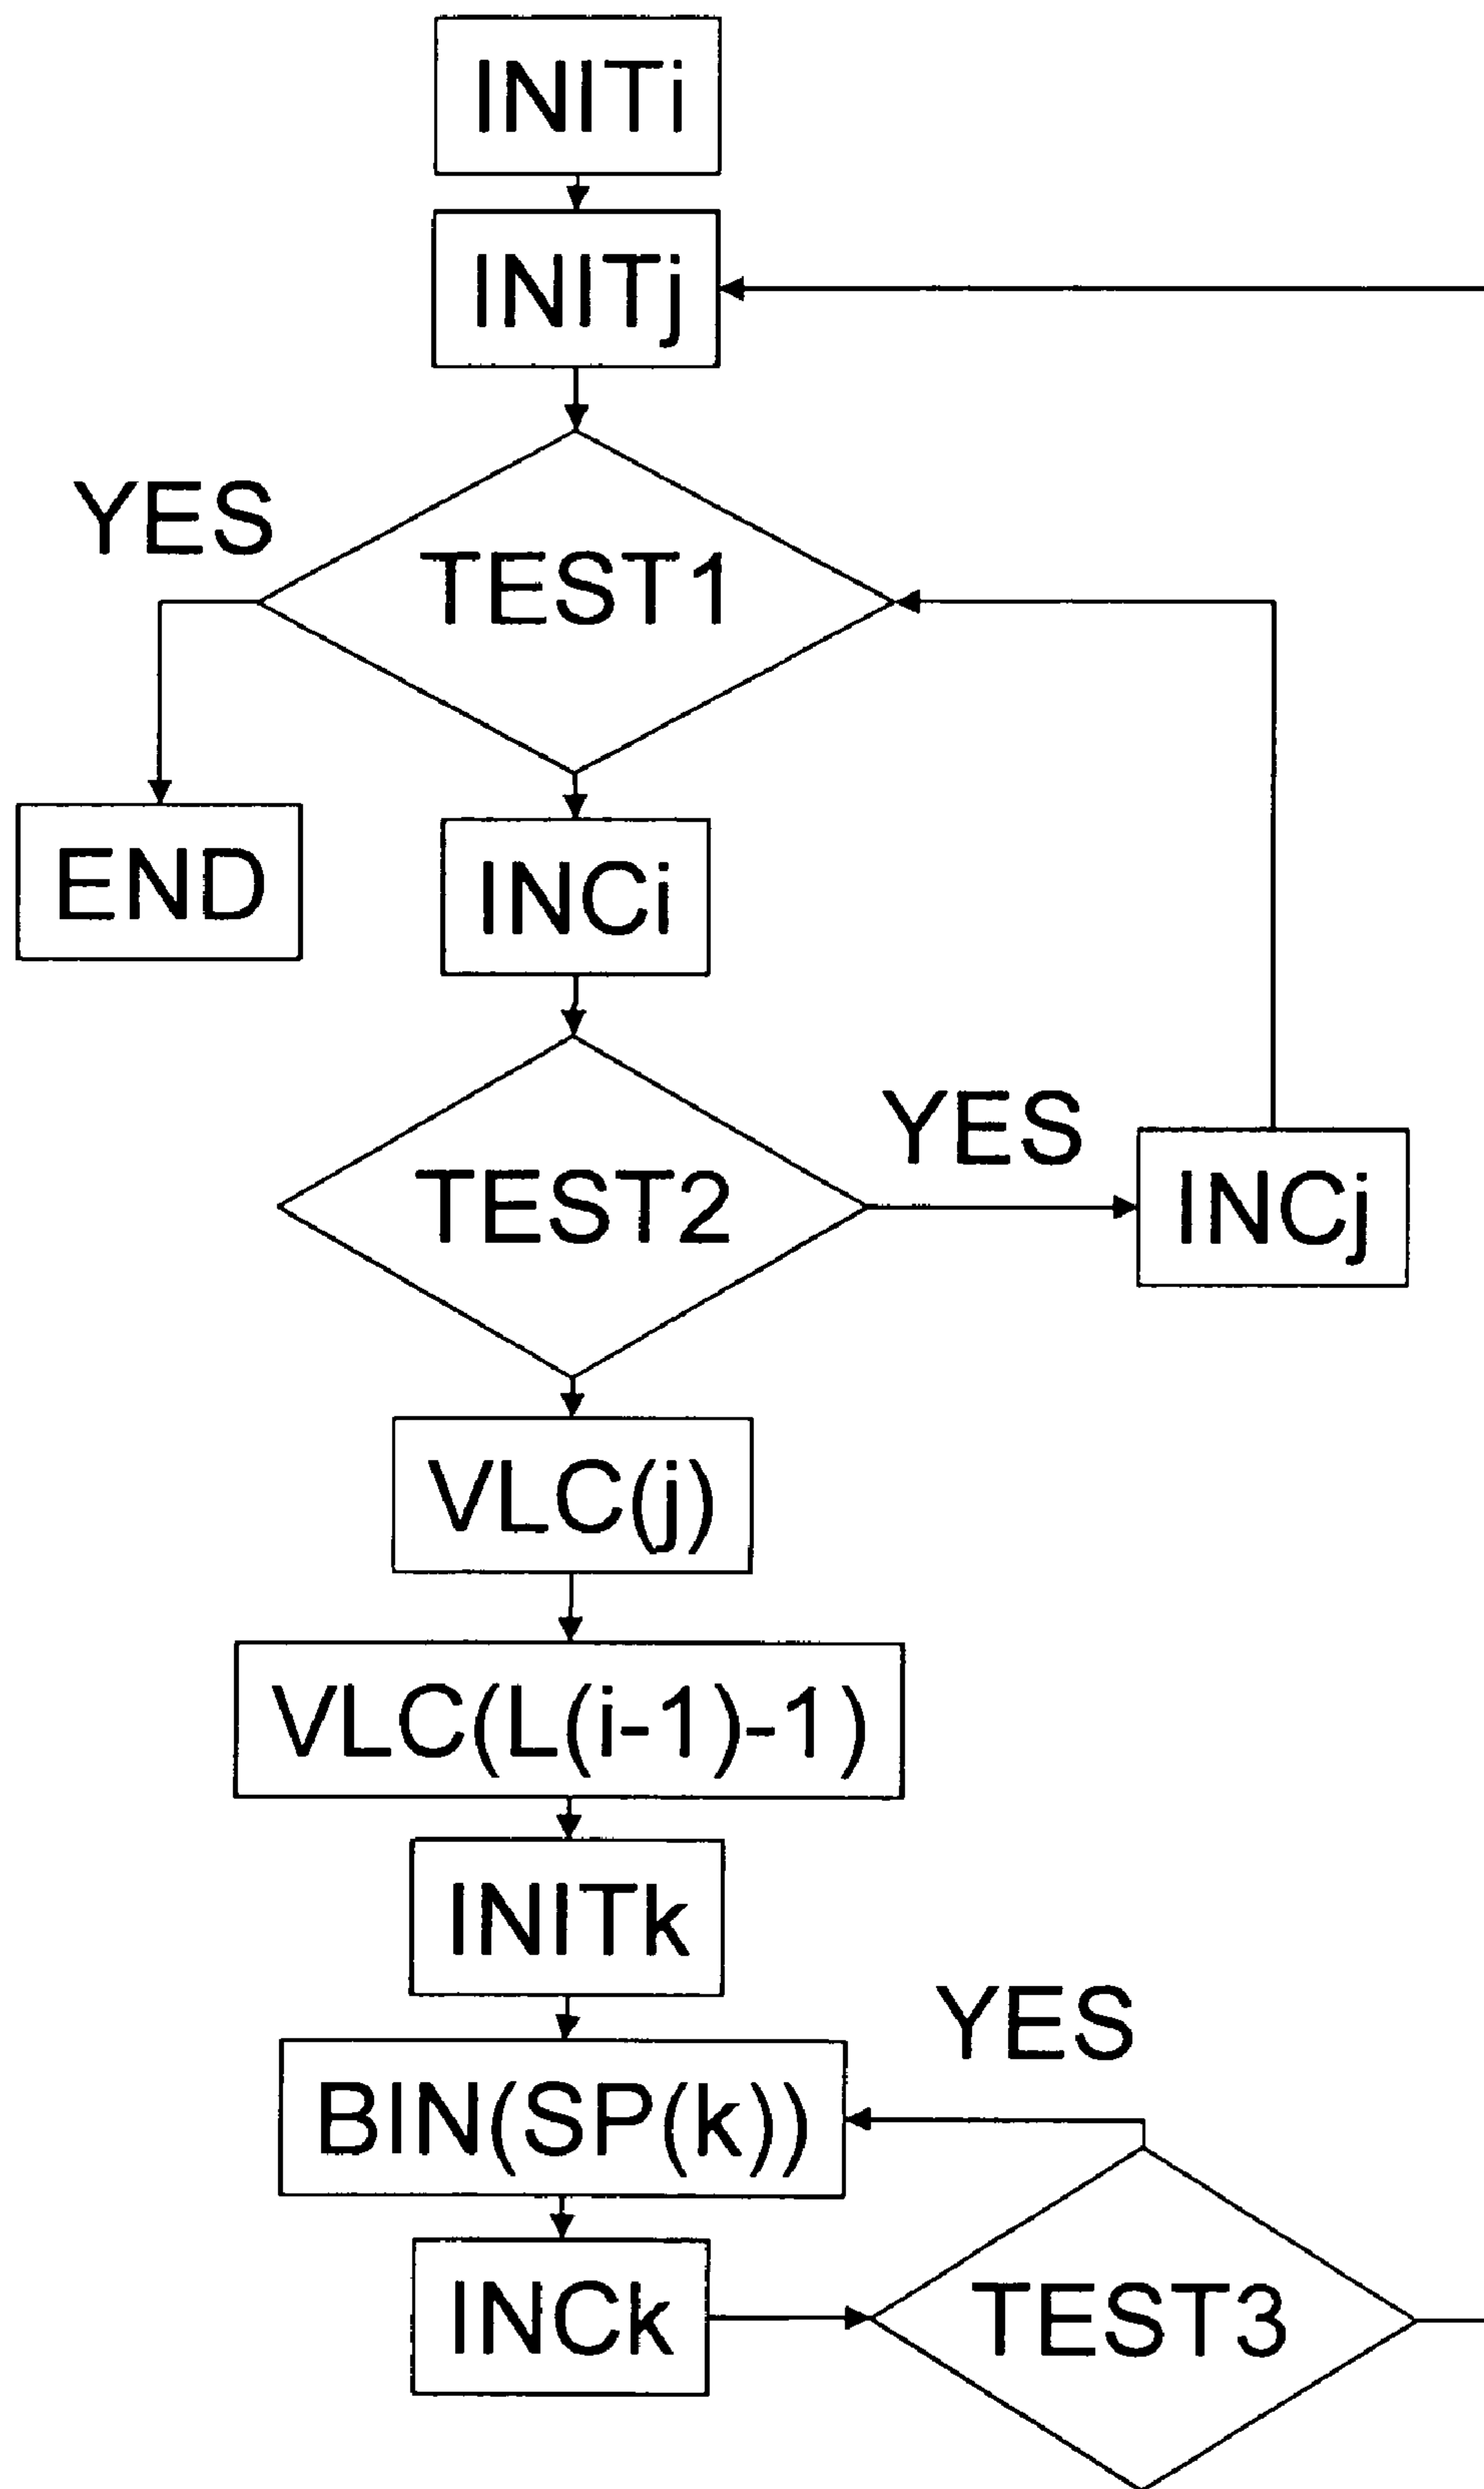 INITi
INITj
YES
TEST1
END
INCi
YES
TEST2
INCj
VLC(j)
VLC(L(i-1)-1)
INITk
YES
BIN(SP(k))
INCk
TEST3